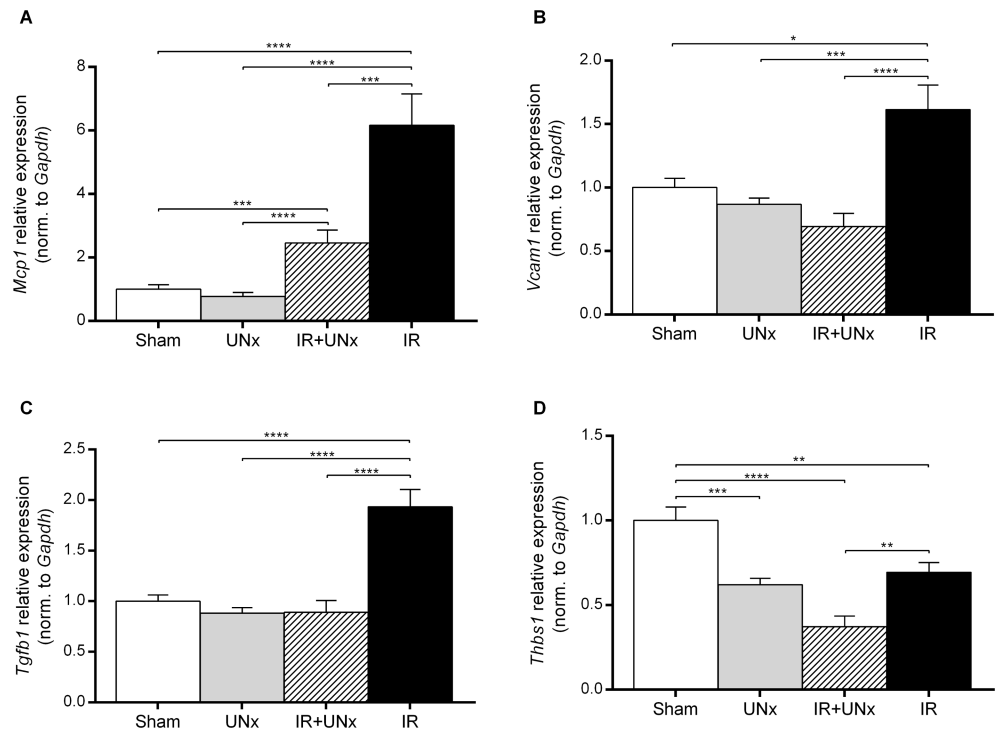 A
Mcp1 relative expression
(norm. to Gapdh)
8
6
4
2
0
****
****
***
***
****
Sham UNx IR+UNx IR
B
Vcam1 relative expression
(norm. to Gapdh)
2.0
1.5
1.0
0.5
0.0
*
***
****
Sham UNx IR+UNx IR
C
Tgfb1 relative expression
(norm. to Gapdh)
2.5
2.0
1.5
1.0
0.5
0.0
****
****
****
Sham UNx IR+UNx IR
D
Thbs1 relative expression
(norm. to Gapdh)
1.5
1.0
0.5
0.0
**
****
***
**
Sham UNx IR+UNx IR